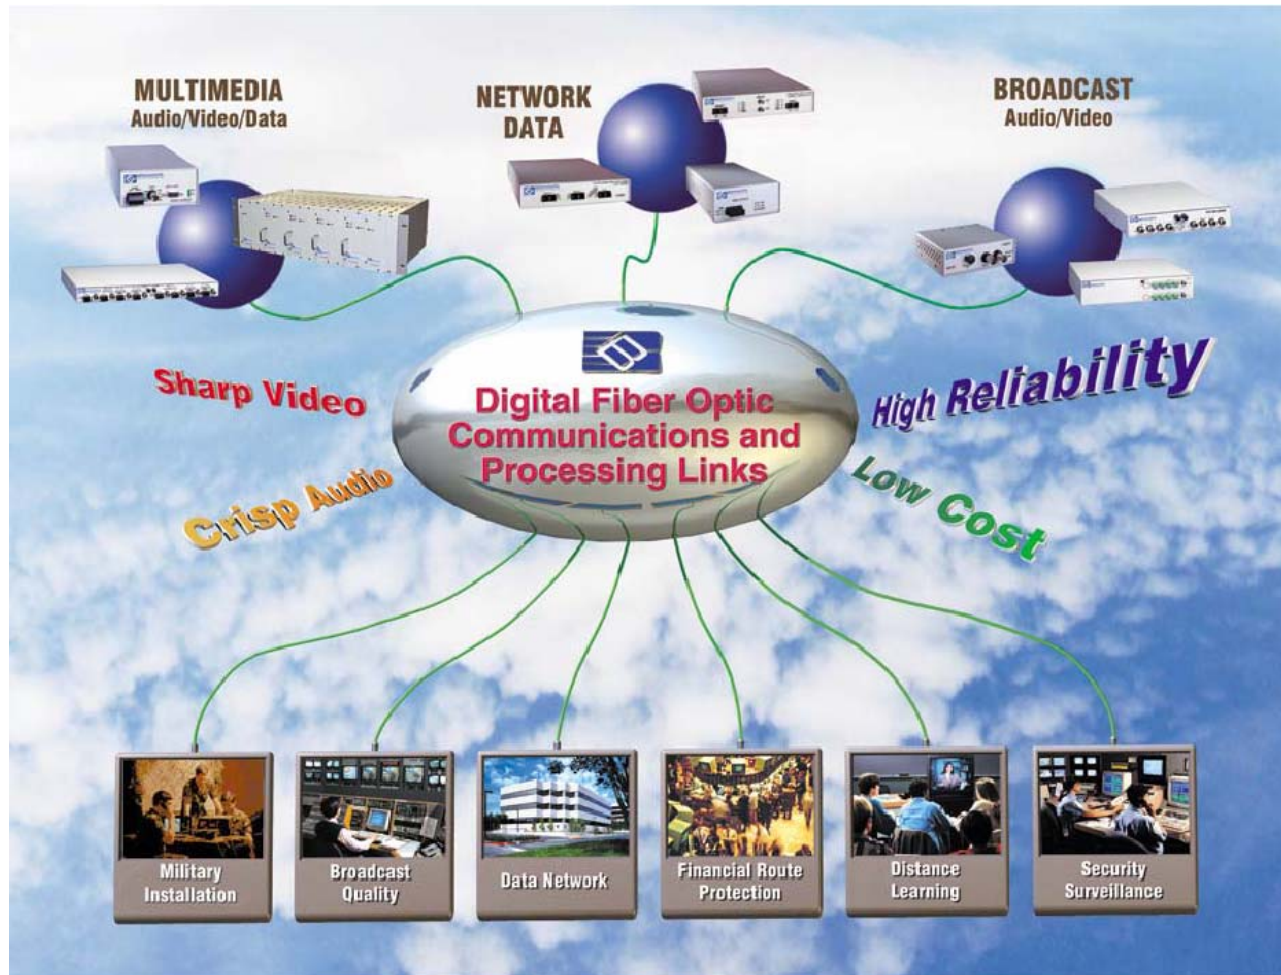 MULTIMEDIA
Audio/Video/Data
NETWORK
DATA
BROADCAST
Audio/Video
Sharp Video
High Reliability
Digital Fiber Optic
Communications and
Processing Links
Crisp Audio
Low Cost
Military
Installation
Broadcast
Quality
Data Network
Financial Route
Protection
Distance
Learning
Security
Surveillance